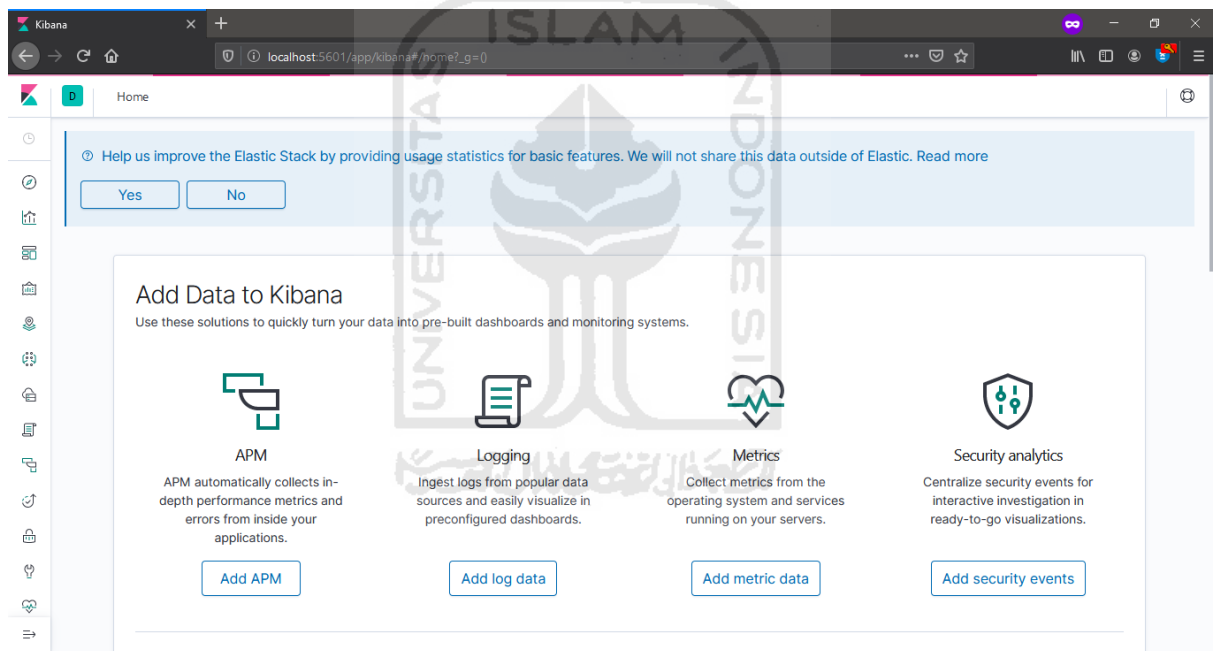 Kibana
localhost:5601/app/kibana#/home?_g=()
D Home
Help us improve the Elastic Stack by providing usage statistics for basic features. We will not share this data outside of Elastic. Read more
Yes No
Add Data to Kibana
Use these solutions to quickly turn your data into pre-built dashboards and monitoring systems.
APM
APM automatically collects in-
depth performance metrics and
errors from inside your
applications.
Add APM
Logging
Ingest logs from popular data
sources and easily visualize in
preconfigured dashboards.
Add log data
Metrics
Collect metrics from the
operating system and services
running on your servers.
Add metric data
Security analytics
Centralize security events for
interactive investigation in
ready-to-go visualizations.
Add security events
UNIVERSITAS
ISLAM
INDONESIA